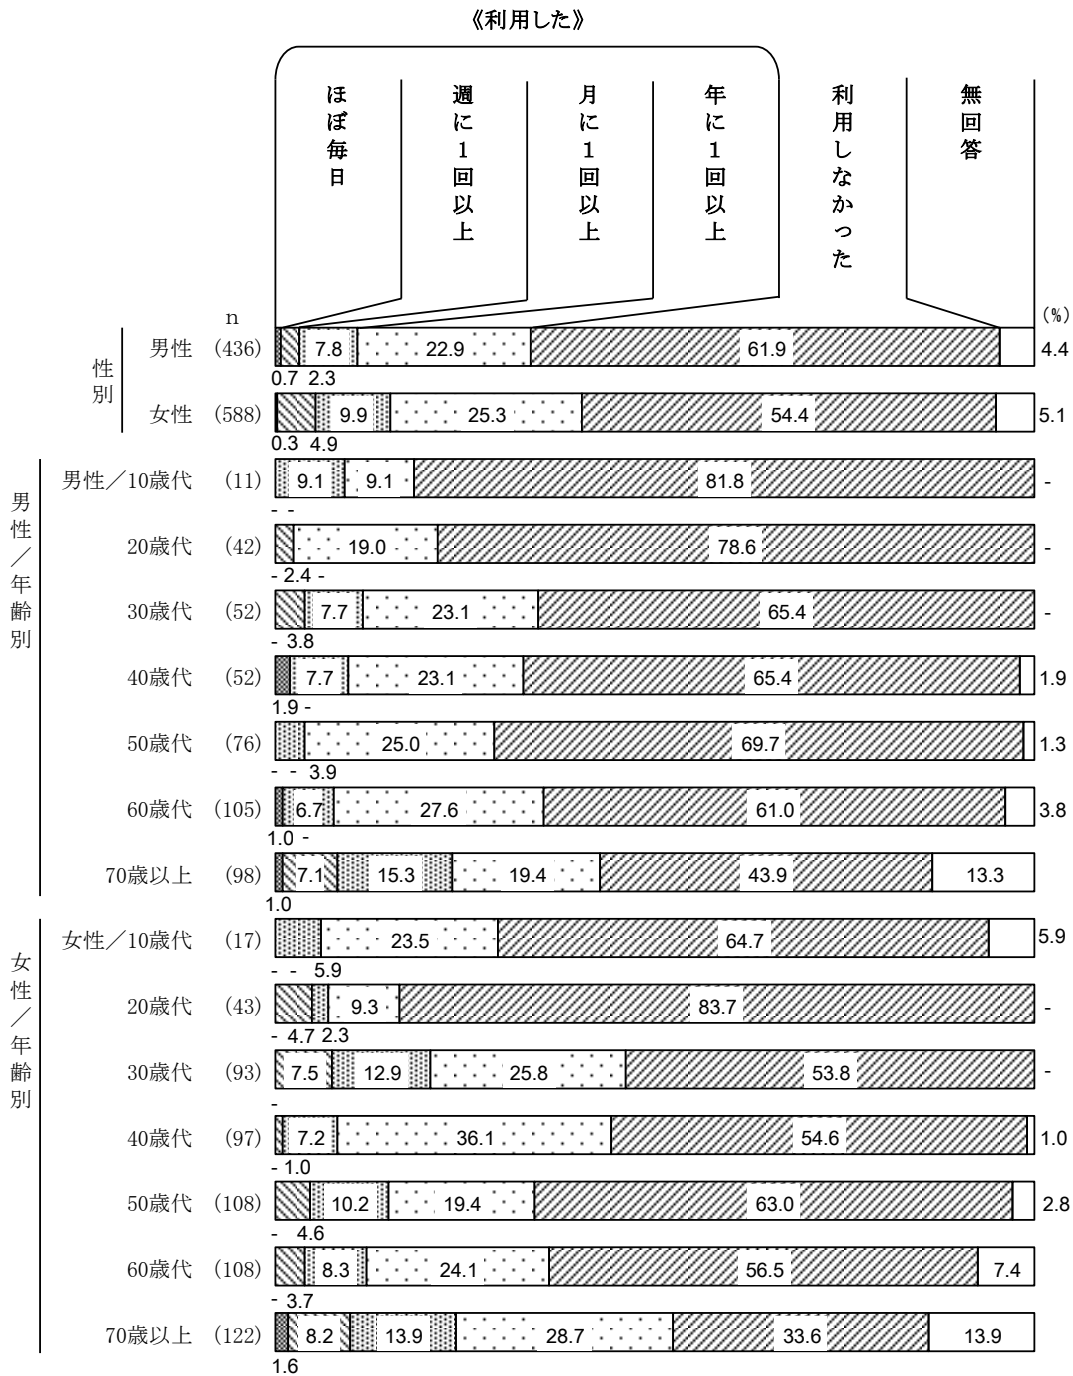 《利用した》
ほぼ毎日
週に１回以上
月に１回以上
年に１回以上
利用しなかった
無回答
n
(%)
性別
男性 (436) 7.8 22.9 61.9 4.4
0.7 2.3
女性 (588) 9.9 25.3 54.4 5.1
0.3 4.9
男性／年齢別
男性／10歳代 (11) 9.1 9.1 81.8 -
- -
20歳代 (42) 19.0 78.6 -
- 2.4 -
30歳代 (52) 7.7 23.1 65.4 -
- 3.8
40歳代 (52) 7.7 23.1 65.4 1.9
1.9 -
50歳代 (76) 25.0 69.7 1.3
- - 3.9
60歳代 (105) 6.7 27.6 61.0 3.8
1.0 -
70歳以上 (98) 7.1 15.3 19.4 43.9 13.3
1.0
女性／年齢別
女性／10歳代 (17) 23.5 64.7 5.9
- - 5.9
20歳代 (43) 9.3 83.7 -
- 4.7 2.3
30歳代 (93) 7.5 12.9 25.8 53.8 -
-
40歳代 (97) 7.2 36.1 54.6 1.0
- 1.0
50歳代 (108) 10.2 19.4 63.0 2.8
- 4.6
60歳代 (108) 8.3 24.1 56.5 7.4
- 3.7
70歳以上 (122) 8.2 13.9 28.7 33.6 13.9
1.6